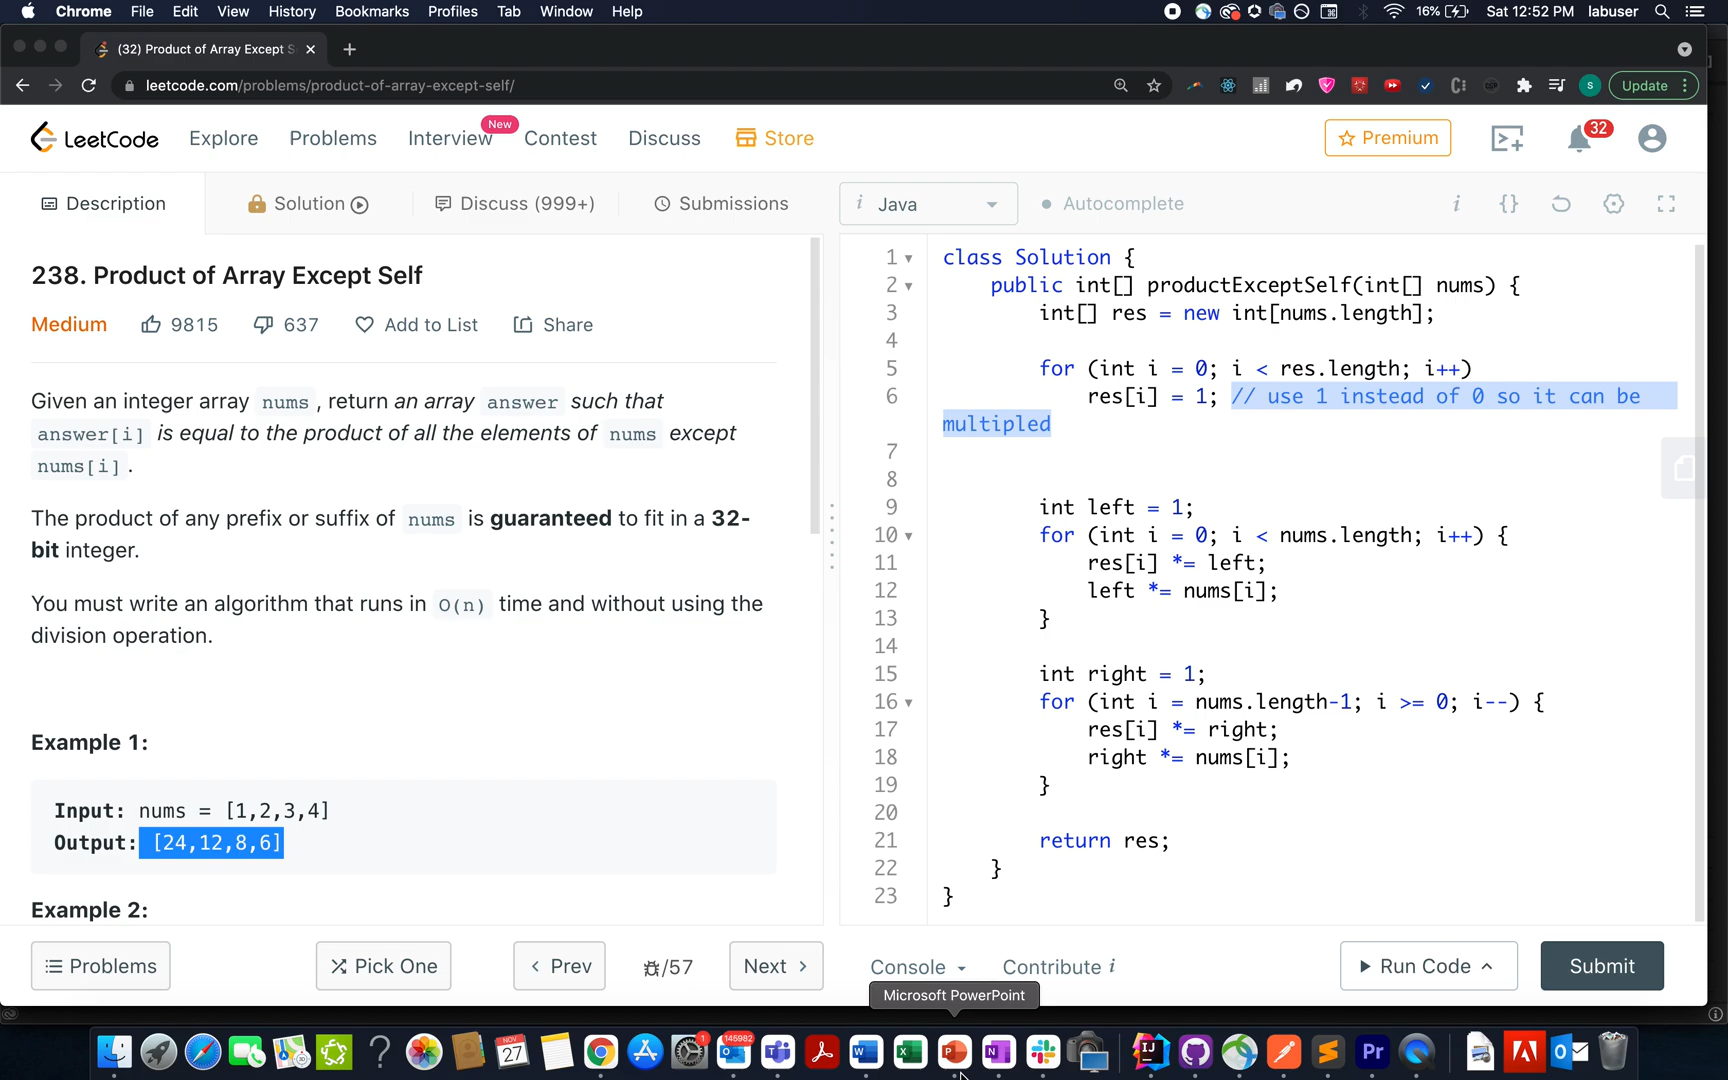 Chrome File Edit View History Bookmarks Profiles Tab Window Help 16% Sat 12:52 PM labuser
(32) Product of Array Except S
leetcode.com/problems/product-of-array-except-self/ S Update
LeetCode Explore Problems Interview New Contest Discuss Store Premium 32
Description Solution Discuss (999+) Submissions
i Java Autocomplete i {}
238. Product of Array Except Self
Medium 9815 637 Add to List Share
Given an integer array nums , return an array answer such that
answer[i] is equal to the product of all the elements of nums except
nums[i] .
The product of any prefix or suffix of nums is guaranteed to fit in a 32-
bit integer.
You must write an algorithm that runs in O(n) time and without using the
division operation.
Example 1:
Input: nums = [1,2,3,4]
Output: [24,12,8,6]
Example 2:
1 class Solution {
2 public int[] productExceptSelf(int[] nums) {
3 int[] res = new int[nums.length];
4
5 for (int i = 0; i < res.length; i++)
6 res[i] = 1; // use 1 instead of 0 so it can be
multipled
7
8
9 int left = 1;
10 for (int i = 0; i < nums.length; i++) {
11 res[i] *= left;
12 left *= nums[i];
13 }
14
15 int right = 1;
16 for (int i = nums.length-1; i >= 0; i--) {
17 res[i] *= right;
18 right *= nums[i];
19 }
20
21 return res;
22 }
23 }
Problems Pick One < Prev /57 Next > Console Contribute i Run Code Submit
Microsoft PowerPoint
NOV 27 1 145982 W X P N IJ Pr O